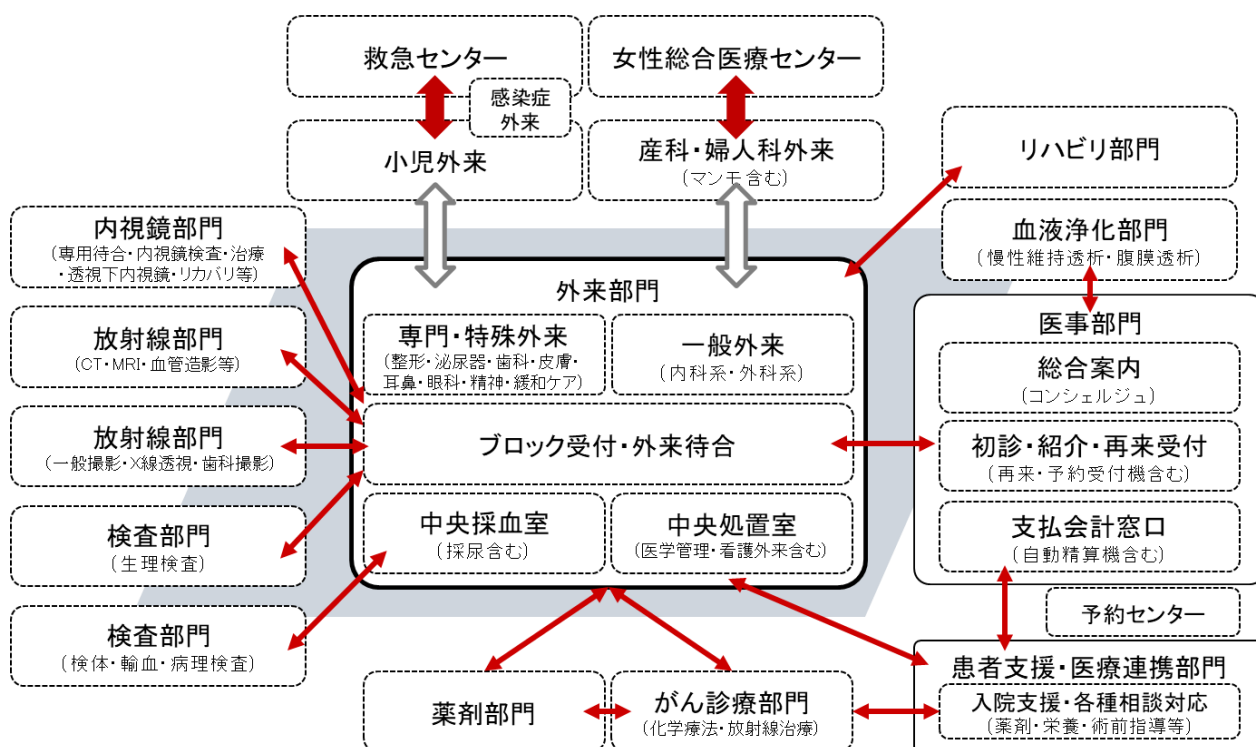 救急センター
女性総合医療センター
感染症
外来
小児外来
産科・婦人科外来
(マンモ含む)
リハビリ部門
内視鏡部門
(専用待合・内視鏡検査・治療
・透視下内視鏡・リカバリ等)
血液浄化部門
(慢性維持透析・腹膜透析)
外来部門
専門・特殊外来
(整形・泌尿器・歯科・皮膚・
耳鼻・眼科・精神・緩和ケア)
一般外来
(内科系・外科系)
放射線部門
(CT・MRI・血管造影等)
医事部門
総合案内
(コンシェルジュ)
放射線部門
(一般撮影・X線透視・歯科撮影)
ブロック受付・外来待合
初診・紹介・再来受付
(再来・予約受付機含む)
検査部門
(生理検査)
中央採血室
(採尿含む)
中央処置室
(医学管理・看護外来含む)
支払会計窓口
(自動精算機含む)
予約センター
検査部門
(検体・輸血・病理検査)
薬剤部門
がん診療部門
(化学療法・放射線治療)
患者支援・医療連携部門
入院支援・各種相談対応
(薬剤・栄養・術前指導等)